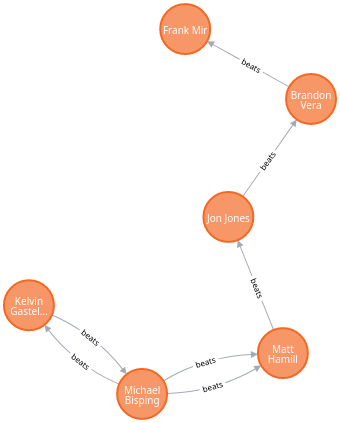 Frank Mir
beats
Brandon
Vera
beats
Jon Jones
beats
Kelvin
Gastel...
beats
beats
Matt
Hamill
beats
beats
Michael
Bisping